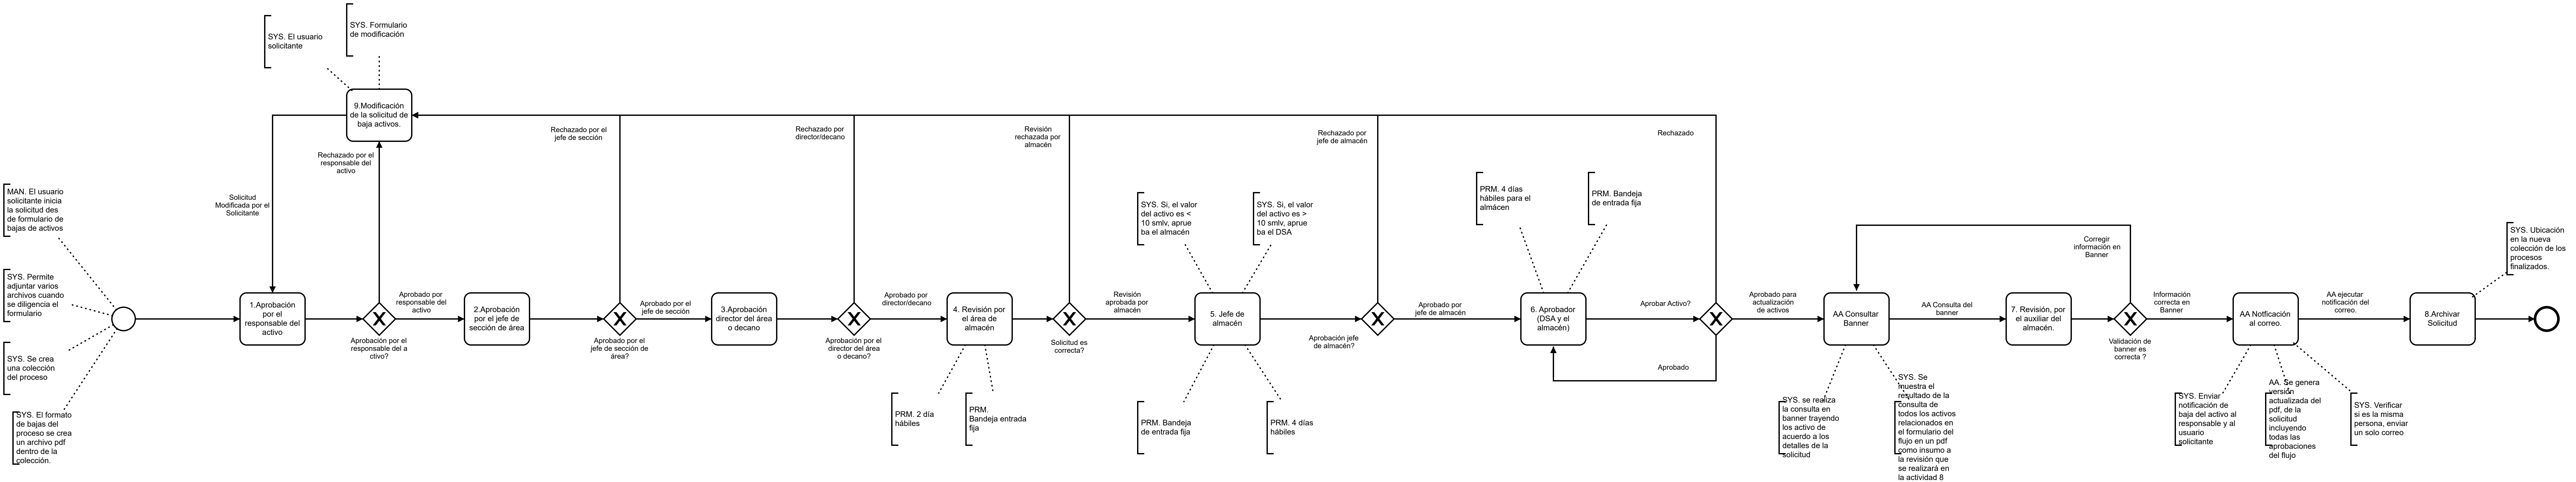 SYS. El usuario
solicitante
SYS. Formulario
de modificación
9.Modificación
de la solicitud de
baja activos.
Rechazado por el
responsable del
activo
Rechazado por el
jefe de sección
Rechazado por
director/decano
Revisión
rechazada por
almacén
Rechazado por
jefe de almacén
Rechazado
Solicitud
Modificada por el
Solicitante
MAN. El usuario
solicitante inicia
la solicitud des
de formulario de
bajas de activos
SYS. Permite
adjuntar varios
archivos cuando
se diligencia el
formulario
SYS. Se crea
una colección
del proceso
SYS. El formato
de bajas del
proceso se crea
un archivo pdf
dentro de la
colección.
1.Aprobación
por el
responsable del
activo
Aprobación por el
responsable del a
ctivo?
Aprobado por
responsable del
activo
2.Aprobación
por el jefe de
sección de área
Aprobado por el
jefe de sección de
área?
Aprobado por el
jefe de sección
3.Aprobación
director del área
o decano
Aprobación por el
director del área
o decano?
Aprobado por
director/decano
4. Revisión por
el área de
almacén
PRM. 2 día
hábiles
PRM.
Bandeja entrada
fija
Solicitud es
correcta?
Revisión
aprobada por
almacén
SYS. Si, el valor
del activo es <
10 smlv, aprue
ba el almacén
SYS. Si, el valor
del activo es >
10 smlv, aprue
ba el DSA
5. Jefe de
almacén
PRM. Bandeja
de entrada fija
PRM. 4 días
hábiles
Aprobación jefe
de almacén?
Aprobado por
jefe de almacén
PRM. 4 días
hábiles para el
almácen
PRM. Bandeja
de entrada fija
6. Aprobador
(DSA y el
almacén)
Aprobar Activo?
Aprobado
Aprobado para
actualización
de activos
AA Consultar
Banner
SYS. se realiza
la consulta en
banner trayendo
los activo de
acuerdo a los
detalles de la
solicitud
SYS. Se
muestra el
resultado de la
consulta de
todos los activos
relacionados en
el formulario del
flujo en un pdf
como insumo a
la revisión que
se realizará en
la actividad 8
AA Consulta del
banner
7. Revisión, por
el auxiliar del
almacén.
Corregir
información en
Banner
Validación de
banner es
correcta ?
Información
correcta en
Banner
AA Notficación
al correo.
SYS. Enviar
notificación de
baja del activo al
responsable y al
usuario
solicitante
AA. Se genera
versión
actualizada del
pdf, de la
solicitud
incluyendo
todas las
aprobaciones
del flujo
SYS. Verificar
si es la misma
persona, enviar
un solo correo
AA ejecutar
notificación del
correo.
8.Archivar
Solicitud
SYS. Ubicación
en la nueva
colección de los
procesos
finalizados.